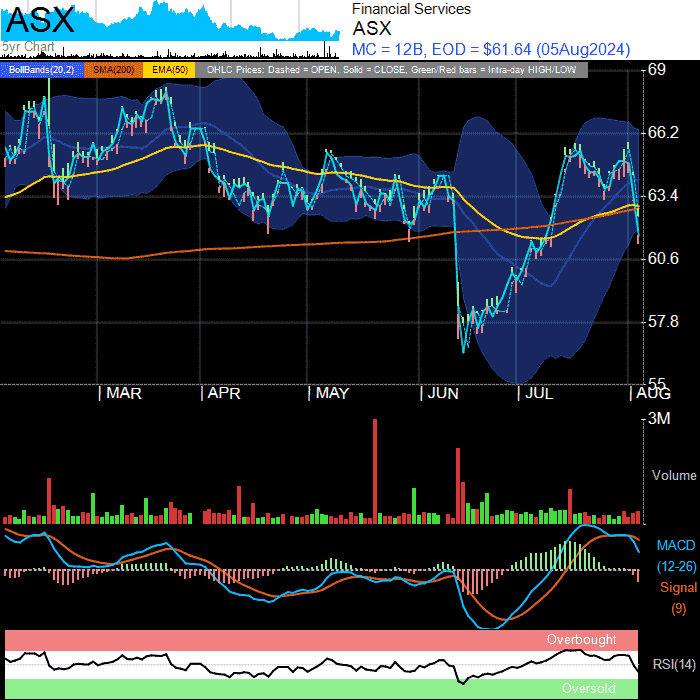 ASX
5yr Chart
Financial Services
ASX
MC = 12B, EOD = $61.64 (05Aug2024)
BollBands(20,2) SMA(200) EMA(50) OHLC Prices: Dashed = OPEN, Solid = CLOSE, Green/Red bars = Intra-day HIGH/LOW
69
66.2
63.4
60.6
57.8
55
MAR APR MAY JUN JUL AUG
3M
Volume
MACD
(12-26)
Signal
(9)
Overbought
RSI(14)
Oversold